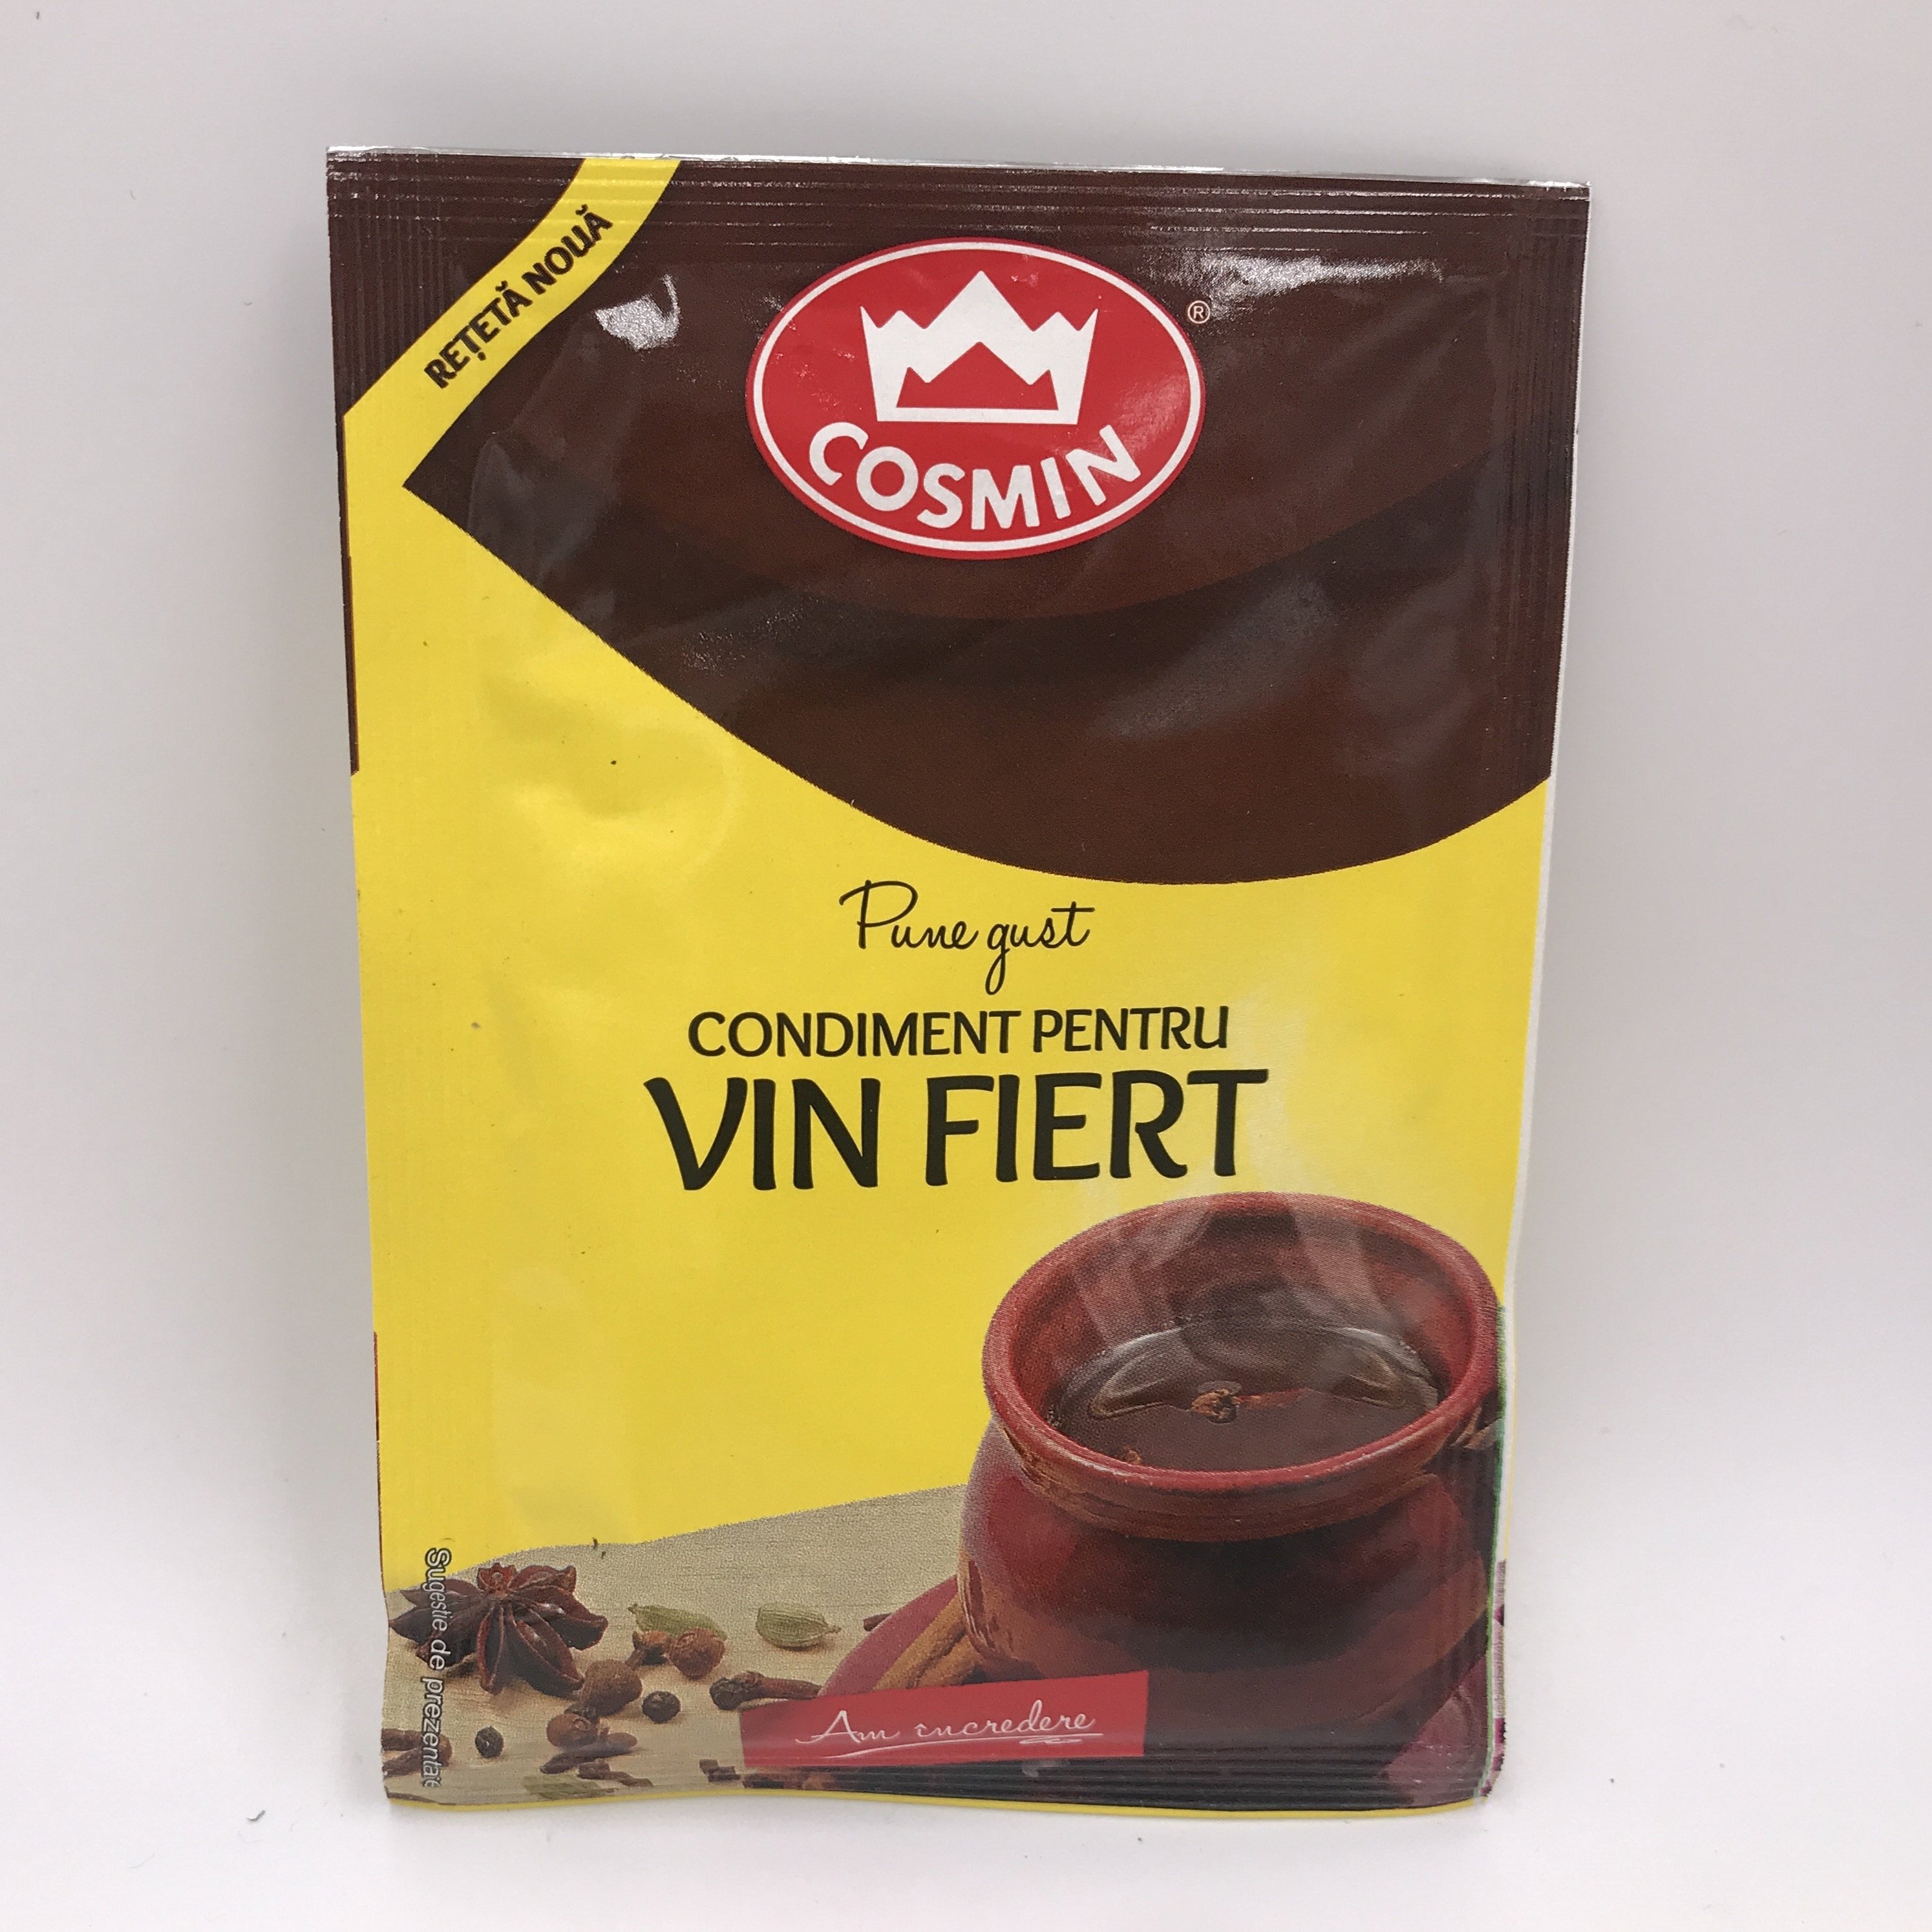 REȚETĂ NOUĂ
®
COSMIN
Pune gust
CONDIMENT PENTRU
VIN FIERT
Sugestie de prezentare
Am încredere